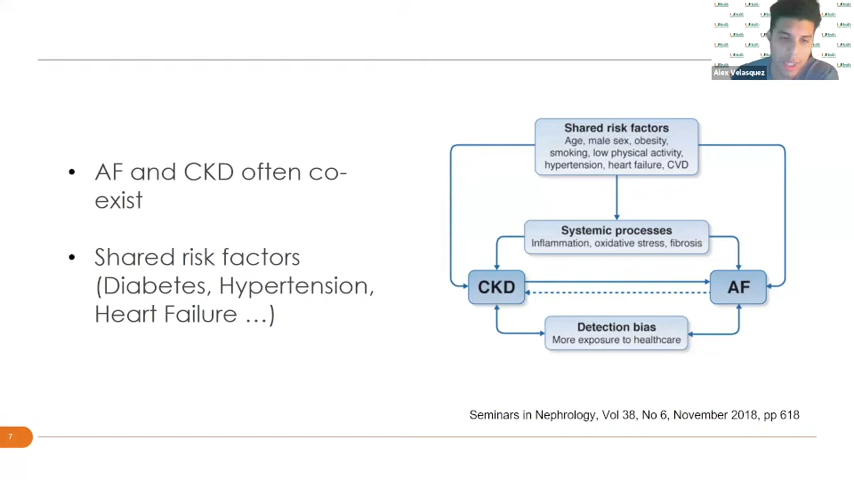 Alex Velasquez
• AF and CKD often co-
exist
• Shared risk factors
(Diabetes, Hypertension,
Heart Failure …)
Shared risk factors
Age, male sex, obesity,
smoking, low physical activity,
hypertension, heart failure, CVD
Systemic processes
Inflammation, oxidative stress, fibrosis
CKD
AF
Detection bias
More exposure to healthcare
Seminars in Nephrology, Vol 38, No 6, November 2018, pp 618
7